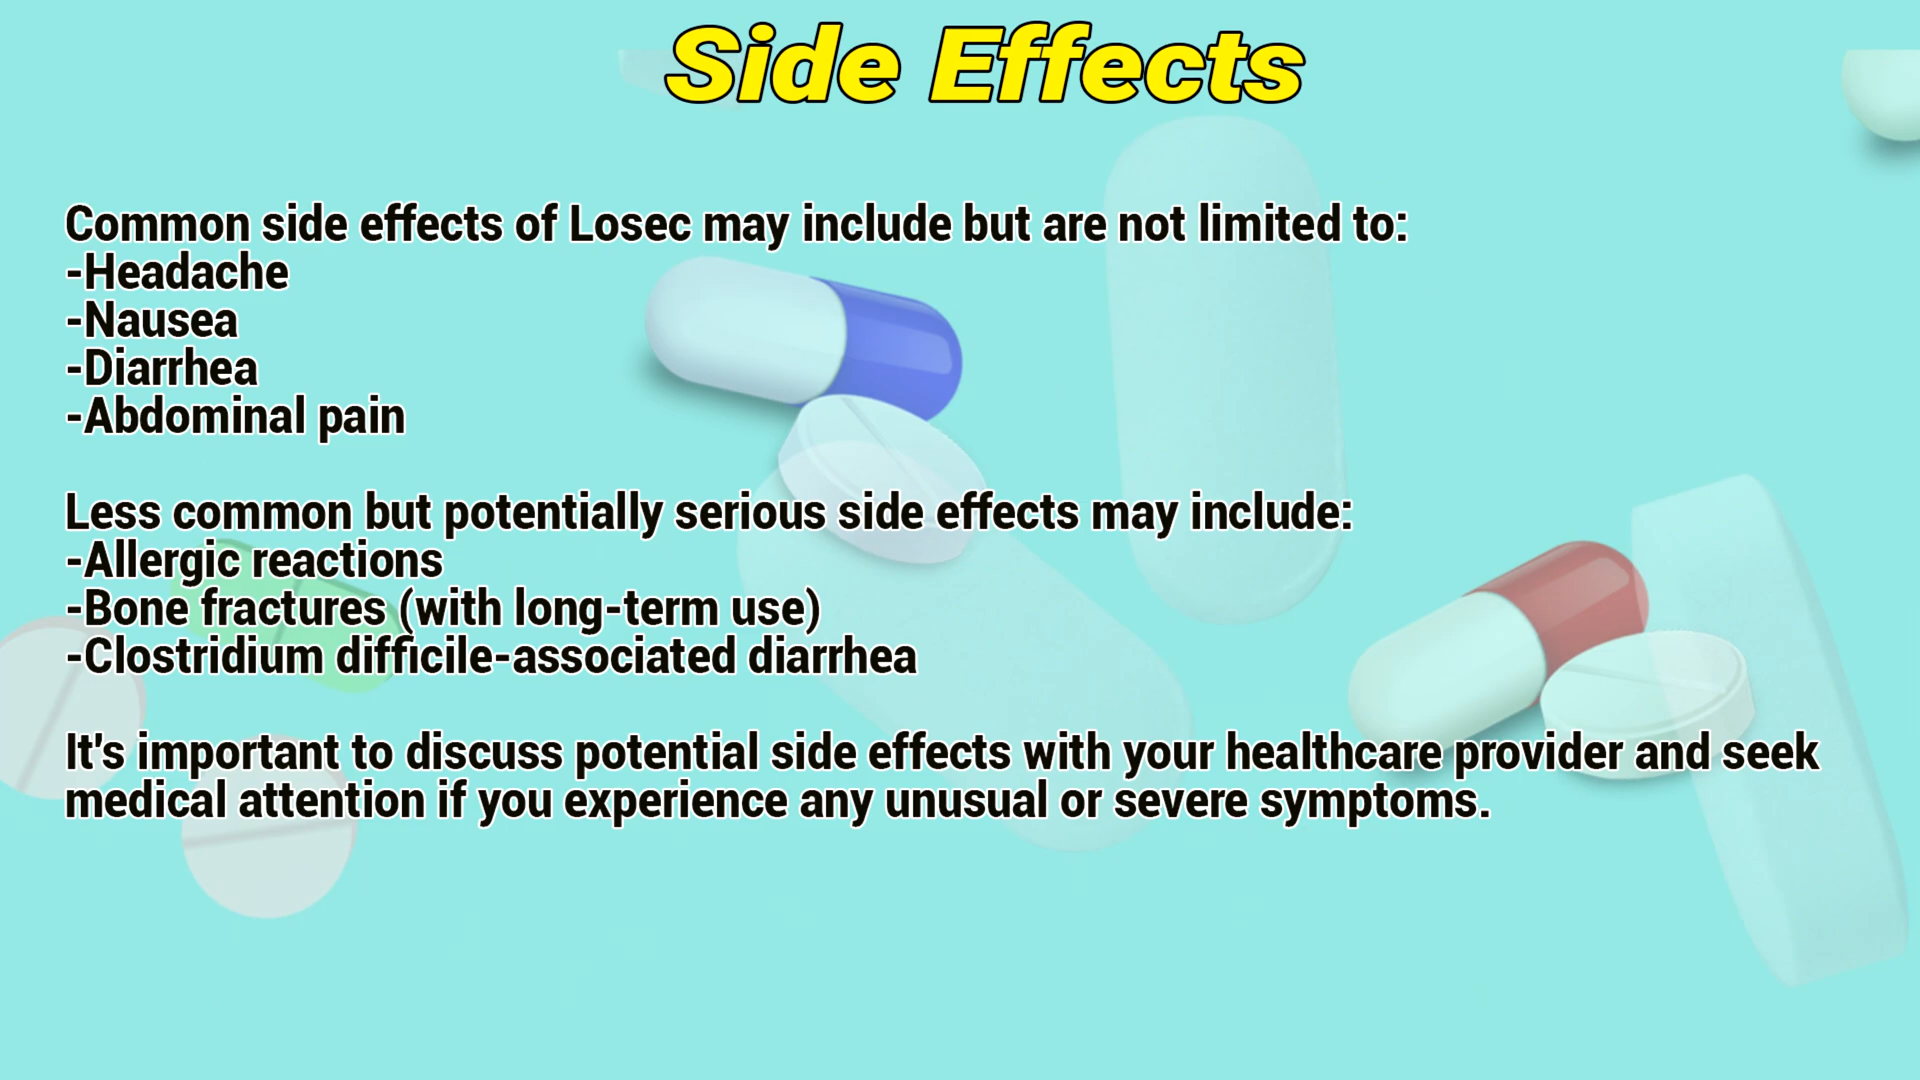 Side Effects
Common side effects of Losec may include but are not limited to:
-Headache
-Nausea
-Diarrhea
-Abdominal pain
Less common but potentially serious side effects may include:
-Allergic reactions
-Bone fractures (with long-term use)
-Clostridium difficile-associated diarrhea
It's important to discuss potential side effects with your healthcare provider and seek
medical attention if you experience any unusual or severe symptoms.